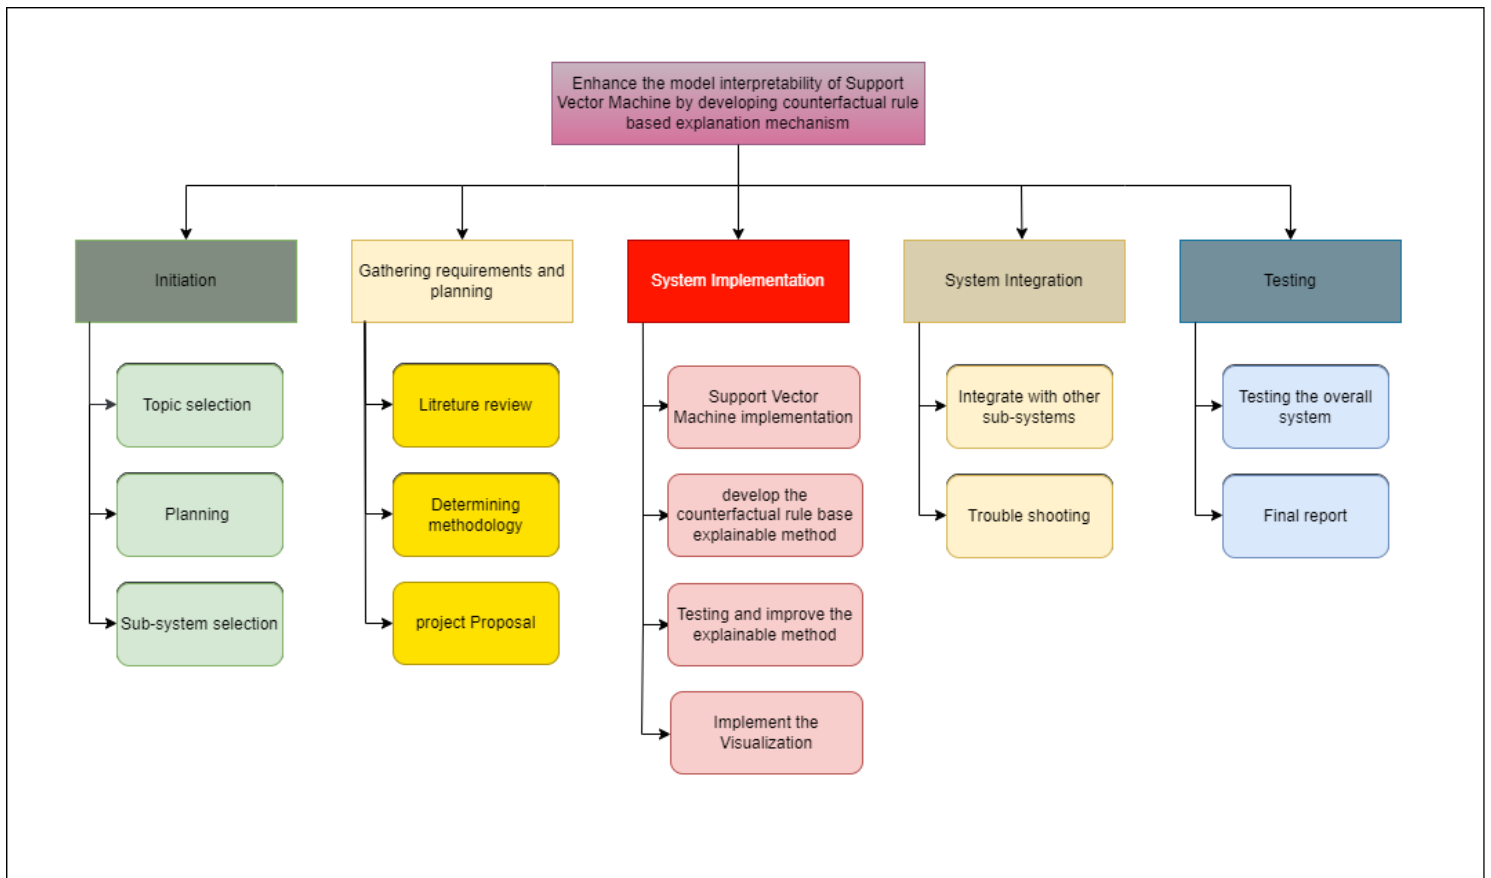 Enhance the model interpretability of Support
Vector Machine by developing counterfactual rule
based explanation mechanism
Initiation
Gathering requirements and
planning
System Implementation
System Integration
Testing
Topic selection
Planning
Sub-system selection
Litreture review
Determining
methodology
project Proposal
Support Vector
Machine implementation
develop the
counterfactual rule base
explainable method
Testing and improve the
explainable method
Implement the
Visualization
Integrate with other
sub-systems
Trouble shooting
Testing the overall
system
Final report